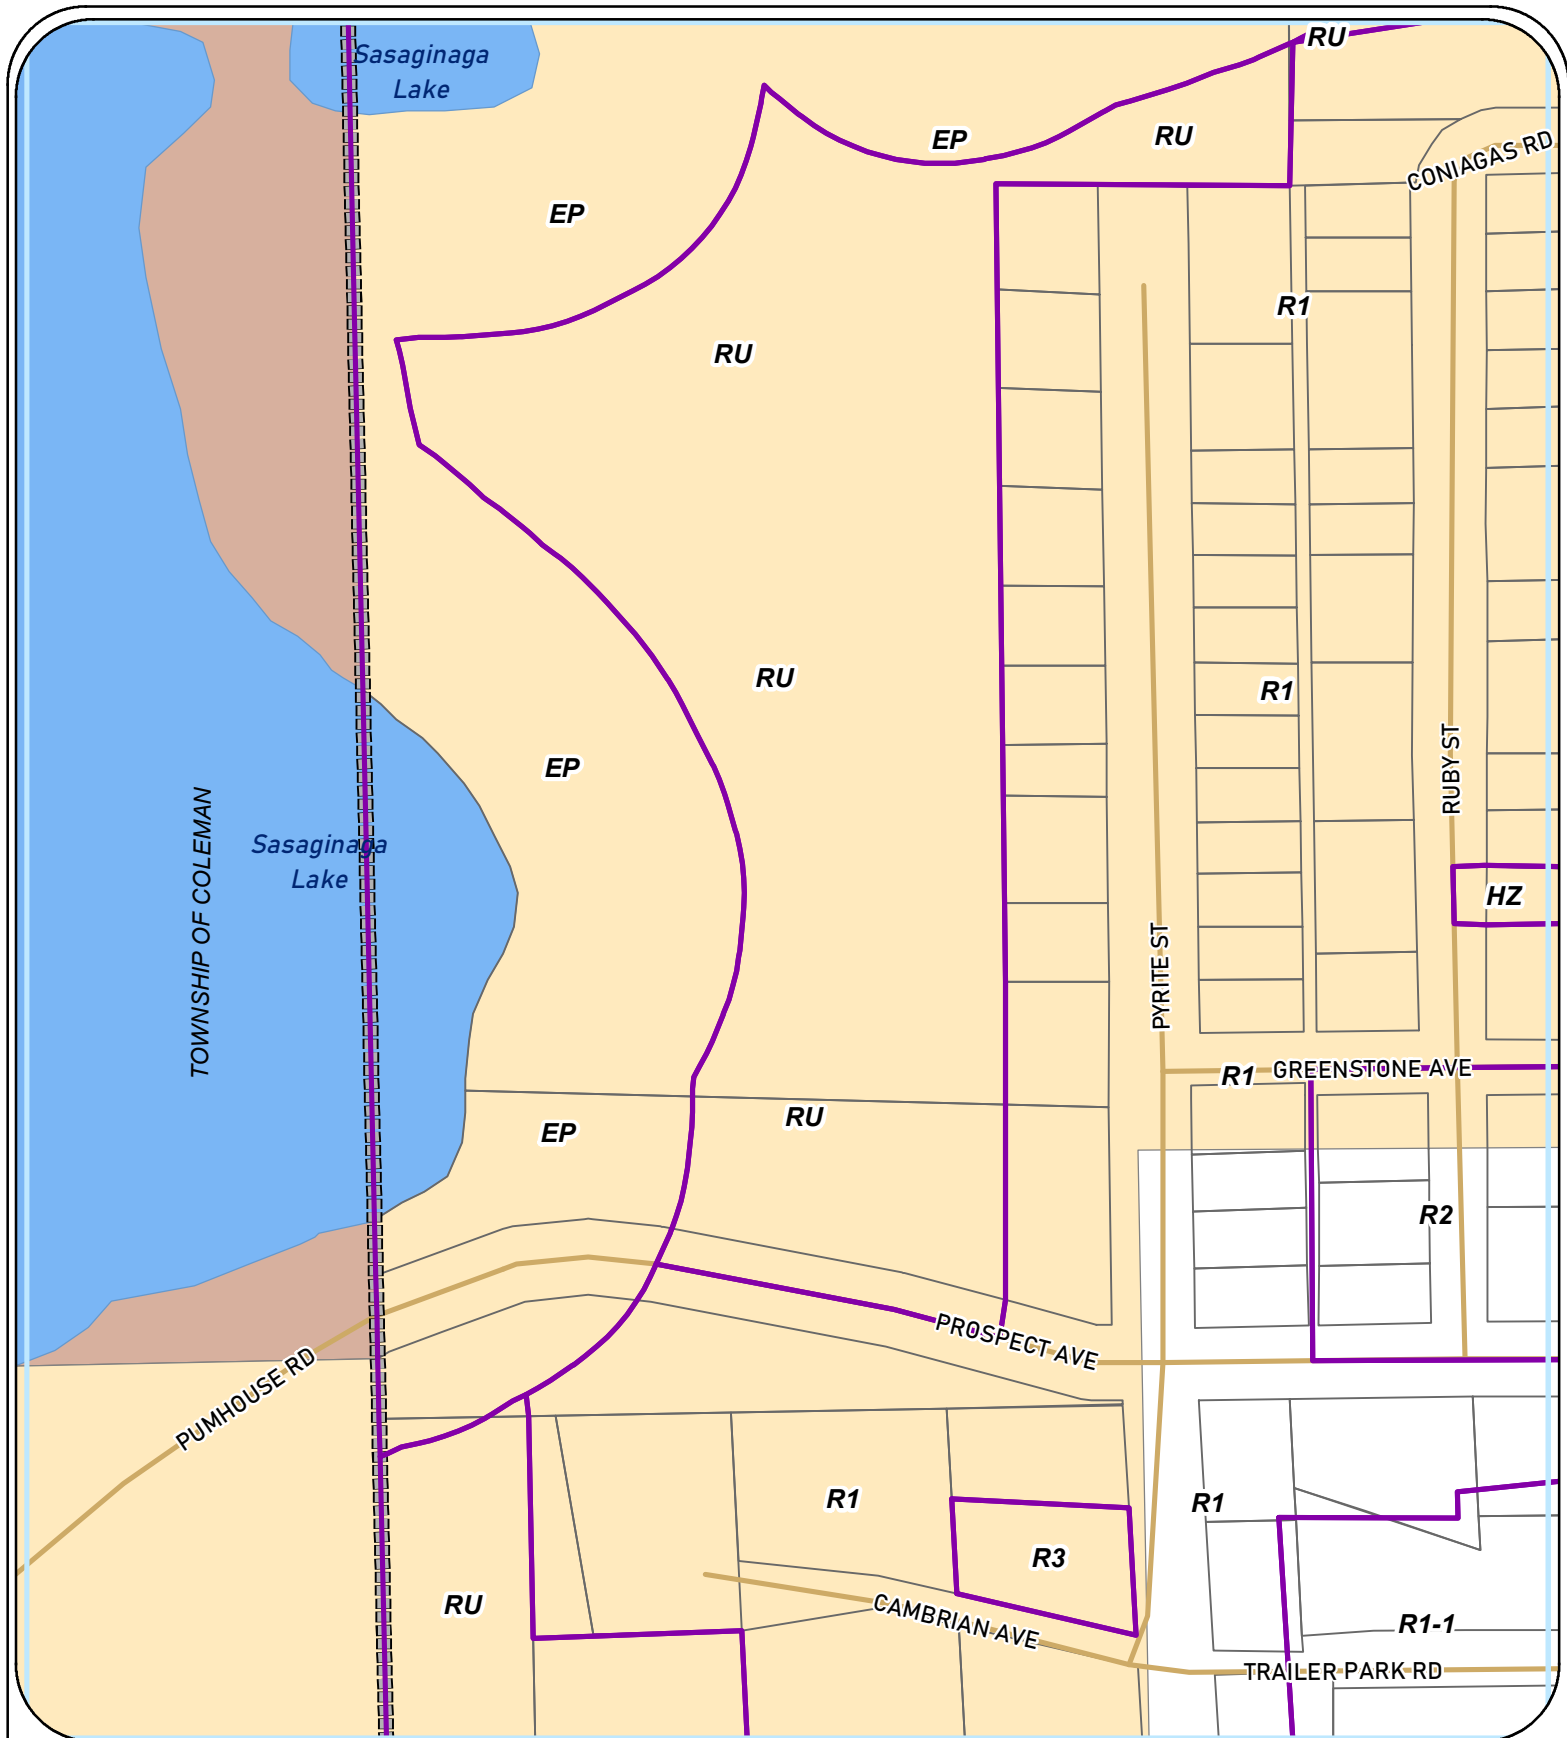 RU
Sasaginaga
Lake
EP
RU
CONIAGAS RD
EP
R1
RU
RU
R1
EP
RUBY ST
TOWNSHIP OF COLEMAN
Sasaginaga
Lake
HZ
PYRITE ST
R1
GREENSTONE AVE
RU
EP
R2
PROSPECT AVE
PUMHOUSE RD
R1
R1
R3
RU
CAMBRIAN AVE
R1-1
TRAILER PARK RD